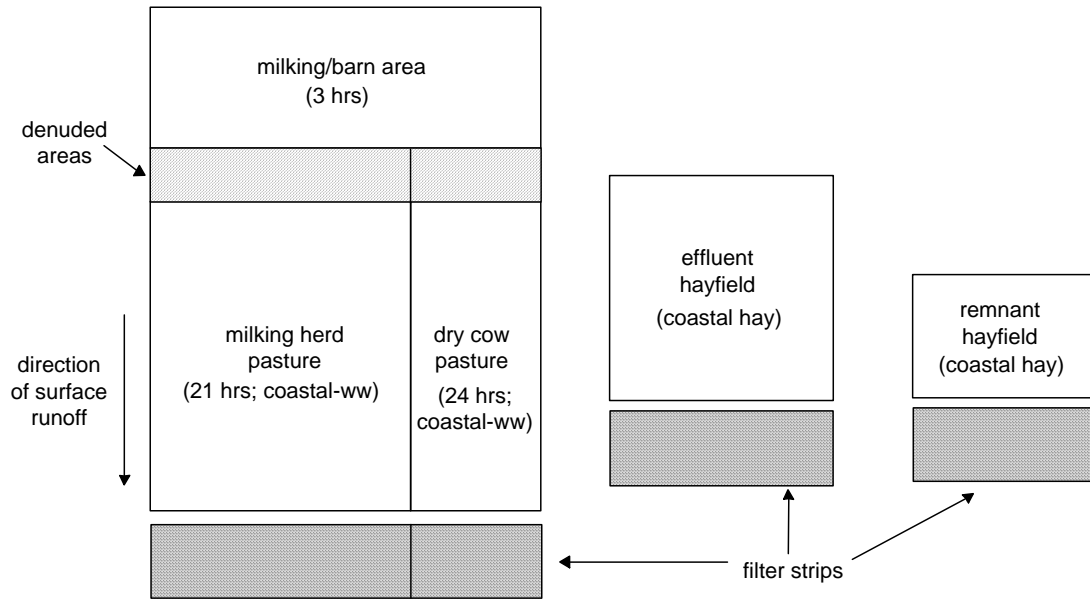 milking/barn area
(3 hrs)
denuded
areas
effluent
hayfield
(coastal hay)
remnant
hayfield
(coastal hay)
milking herd
pasture
(21 hrs; coastal-ww)
dry cow
pasture
(24 hrs;
coastal-ww)
direction
of surface
runoff
filter strips